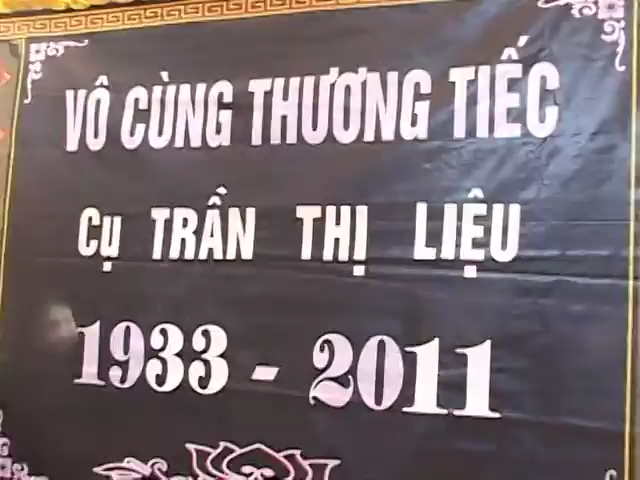 VÔ CÙNG THƯƠNG TIẾC
Cụ TRẦN THỊ LIỆU
1933 - 2011